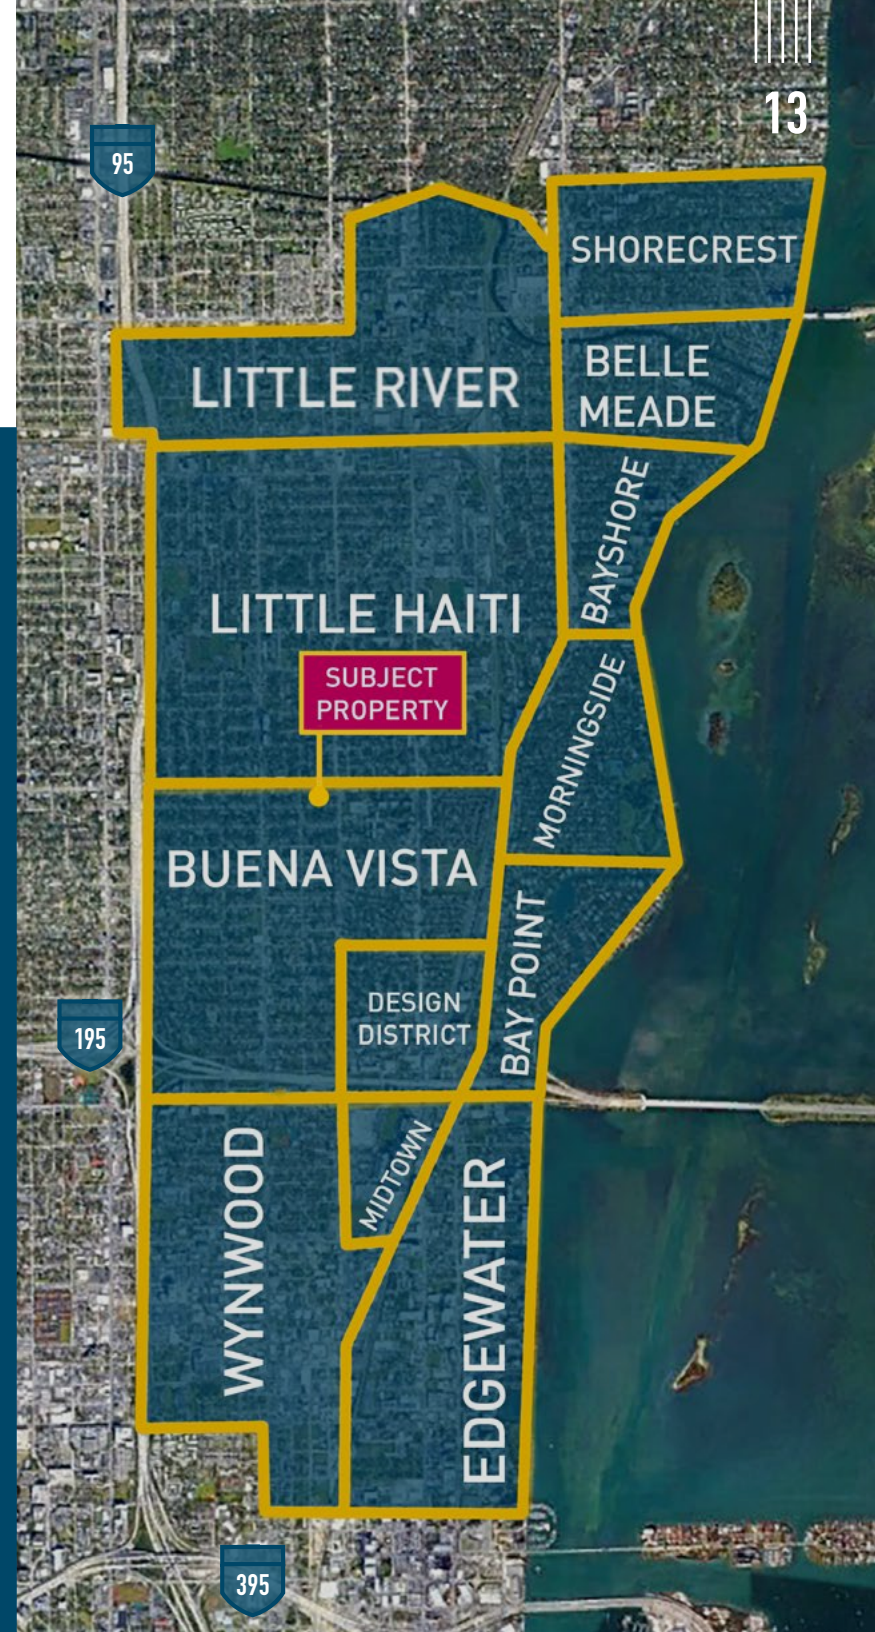 13
95
SHORECREST
BELLE
MEADE
LITTLE RIVER
BAYSHORE
LITTLE HAITI
SUBJECT
PROPERTY
MORNINGSIDE
BUENA VISTA
BAY POINT
DESIGN
DISTRICT
195
MIDTOWN
WYNWOOD
EDGEWATER
395